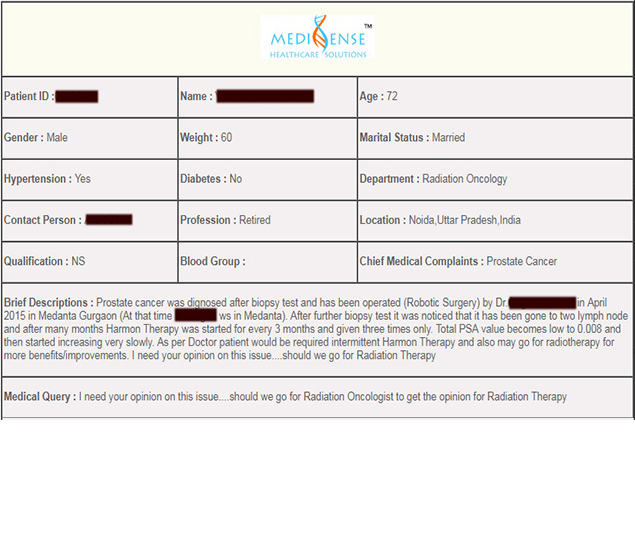 MEDISENSE ™
HEALTHCARE SOLUTIONS
Patient ID :
Name :
Age : 72
Gender : Male
Weight : 60
Marital Status : Married
Hypertension : Yes
Diabetes : No
Department : Radiation Oncology
Contact Person :
Profession : Retired
Location : Noida,Uttar Pradesh,India
Qualification : NS
Blood Group :
Chief Medical Complaints : Prostate Cancer
Brief Descriptions : Prostate cancer was dignosed after biopsy test and has been operated (Robotic Surgery) by Dr. in April
2015 in Medanta Gurgaon (At that time ws in Medanta). After further biopsy test it was noticed that it has been gone to two lymph node
and after many months Harmon Therapy was started for every 3 months and given three times only. Total PSA value becomes low to 0.008 and
then started increasing very slowly. As per Doctor patient would be required intermittent Harmon Therapy and also may go for radiotherapy for
more benefits/improvements. I need your opinion on this issue....should we go for Radiation Therapy
Medical Query : I need your opinion on this issue....should we go for Radiation Oncologist to get the opinion for Radiation Therapy